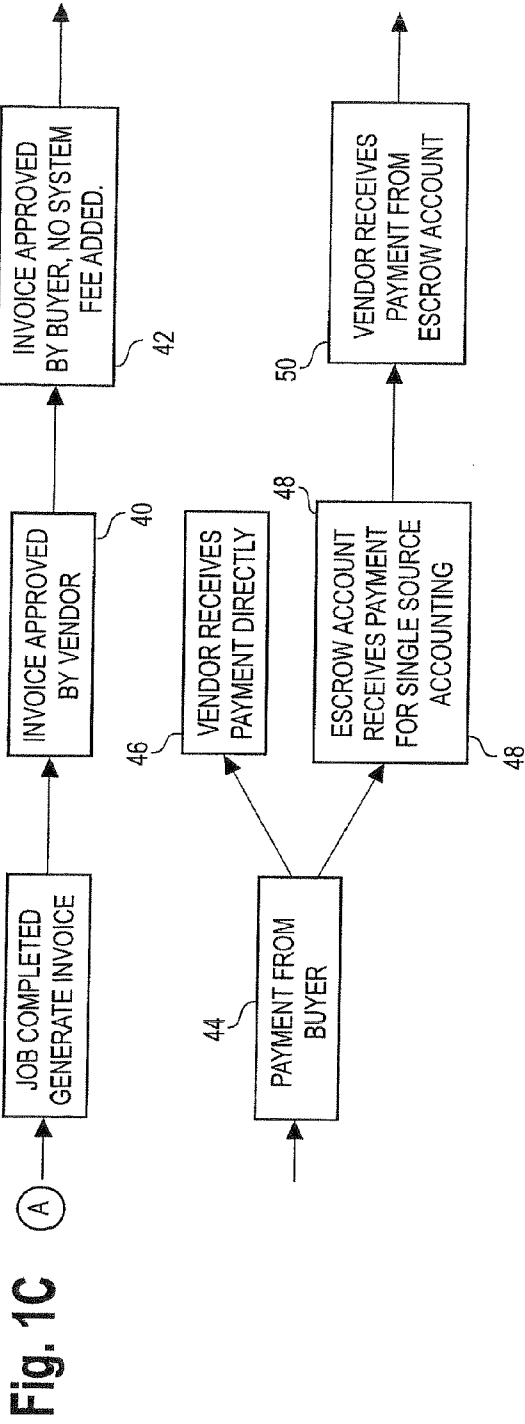 Fig. 1C
A
JOB COMPLETED
GENERATE INVOICE
INVOICE APPROVED
BY VENDOR
40
INVOICE APPROVED
BY BUYER, NO SYSTEM
FEE ADDED.
42
PAYMENT FROM
BUYER
44
VENDOR RECEIVES
PAYMENT DIRECTLY
46
ESCROW ACCOUNT
RECEIVES PAYMENT
FOR SINGLE SOURCE
ACCOUNTING
48
48
VENDOR RECEIVES
PAYMENT FROM
ESCROW ACCOUNT
50